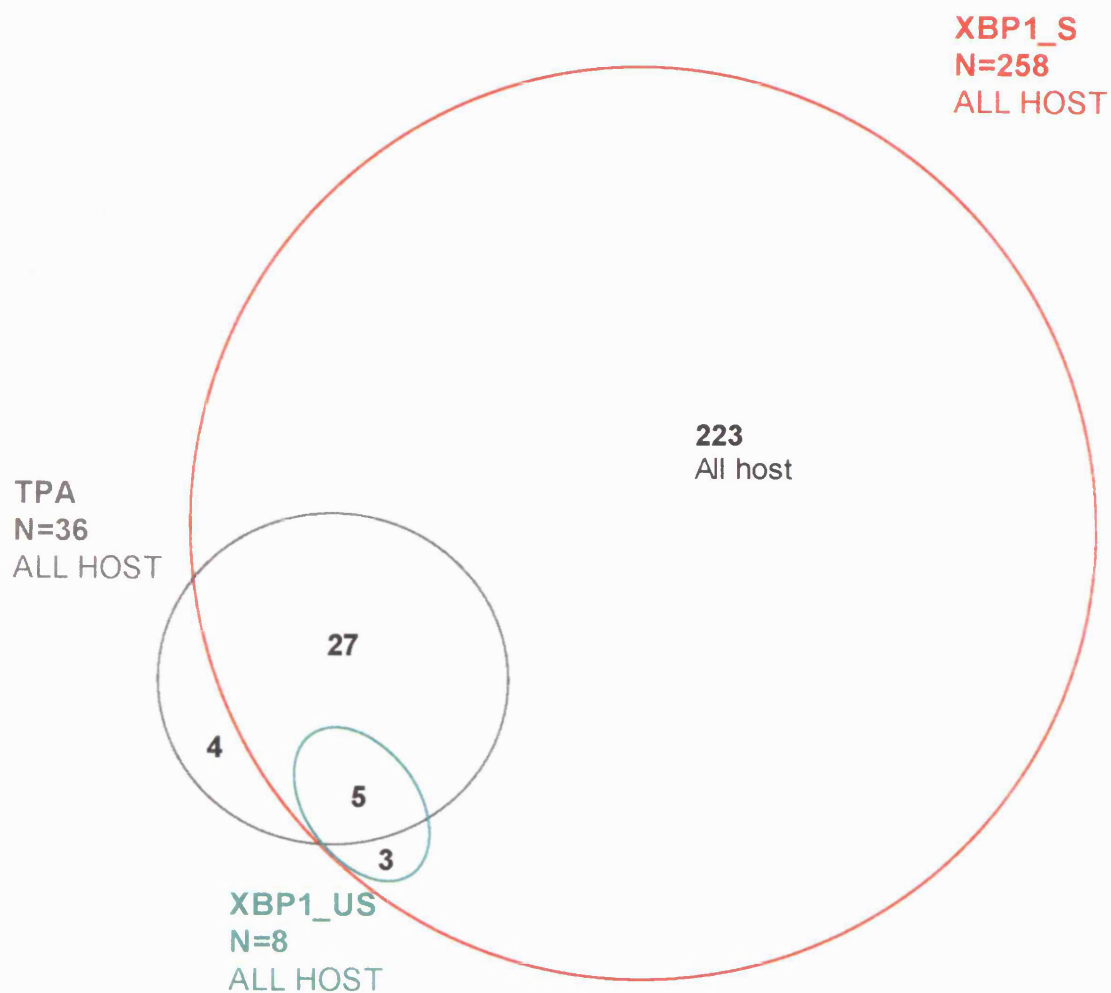 XBP1_S
N=258
ALL HOST
223
All host
TPA
N=36
ALL HOST
27
4
5
3
XBP1_US
N=8
ALL HOST